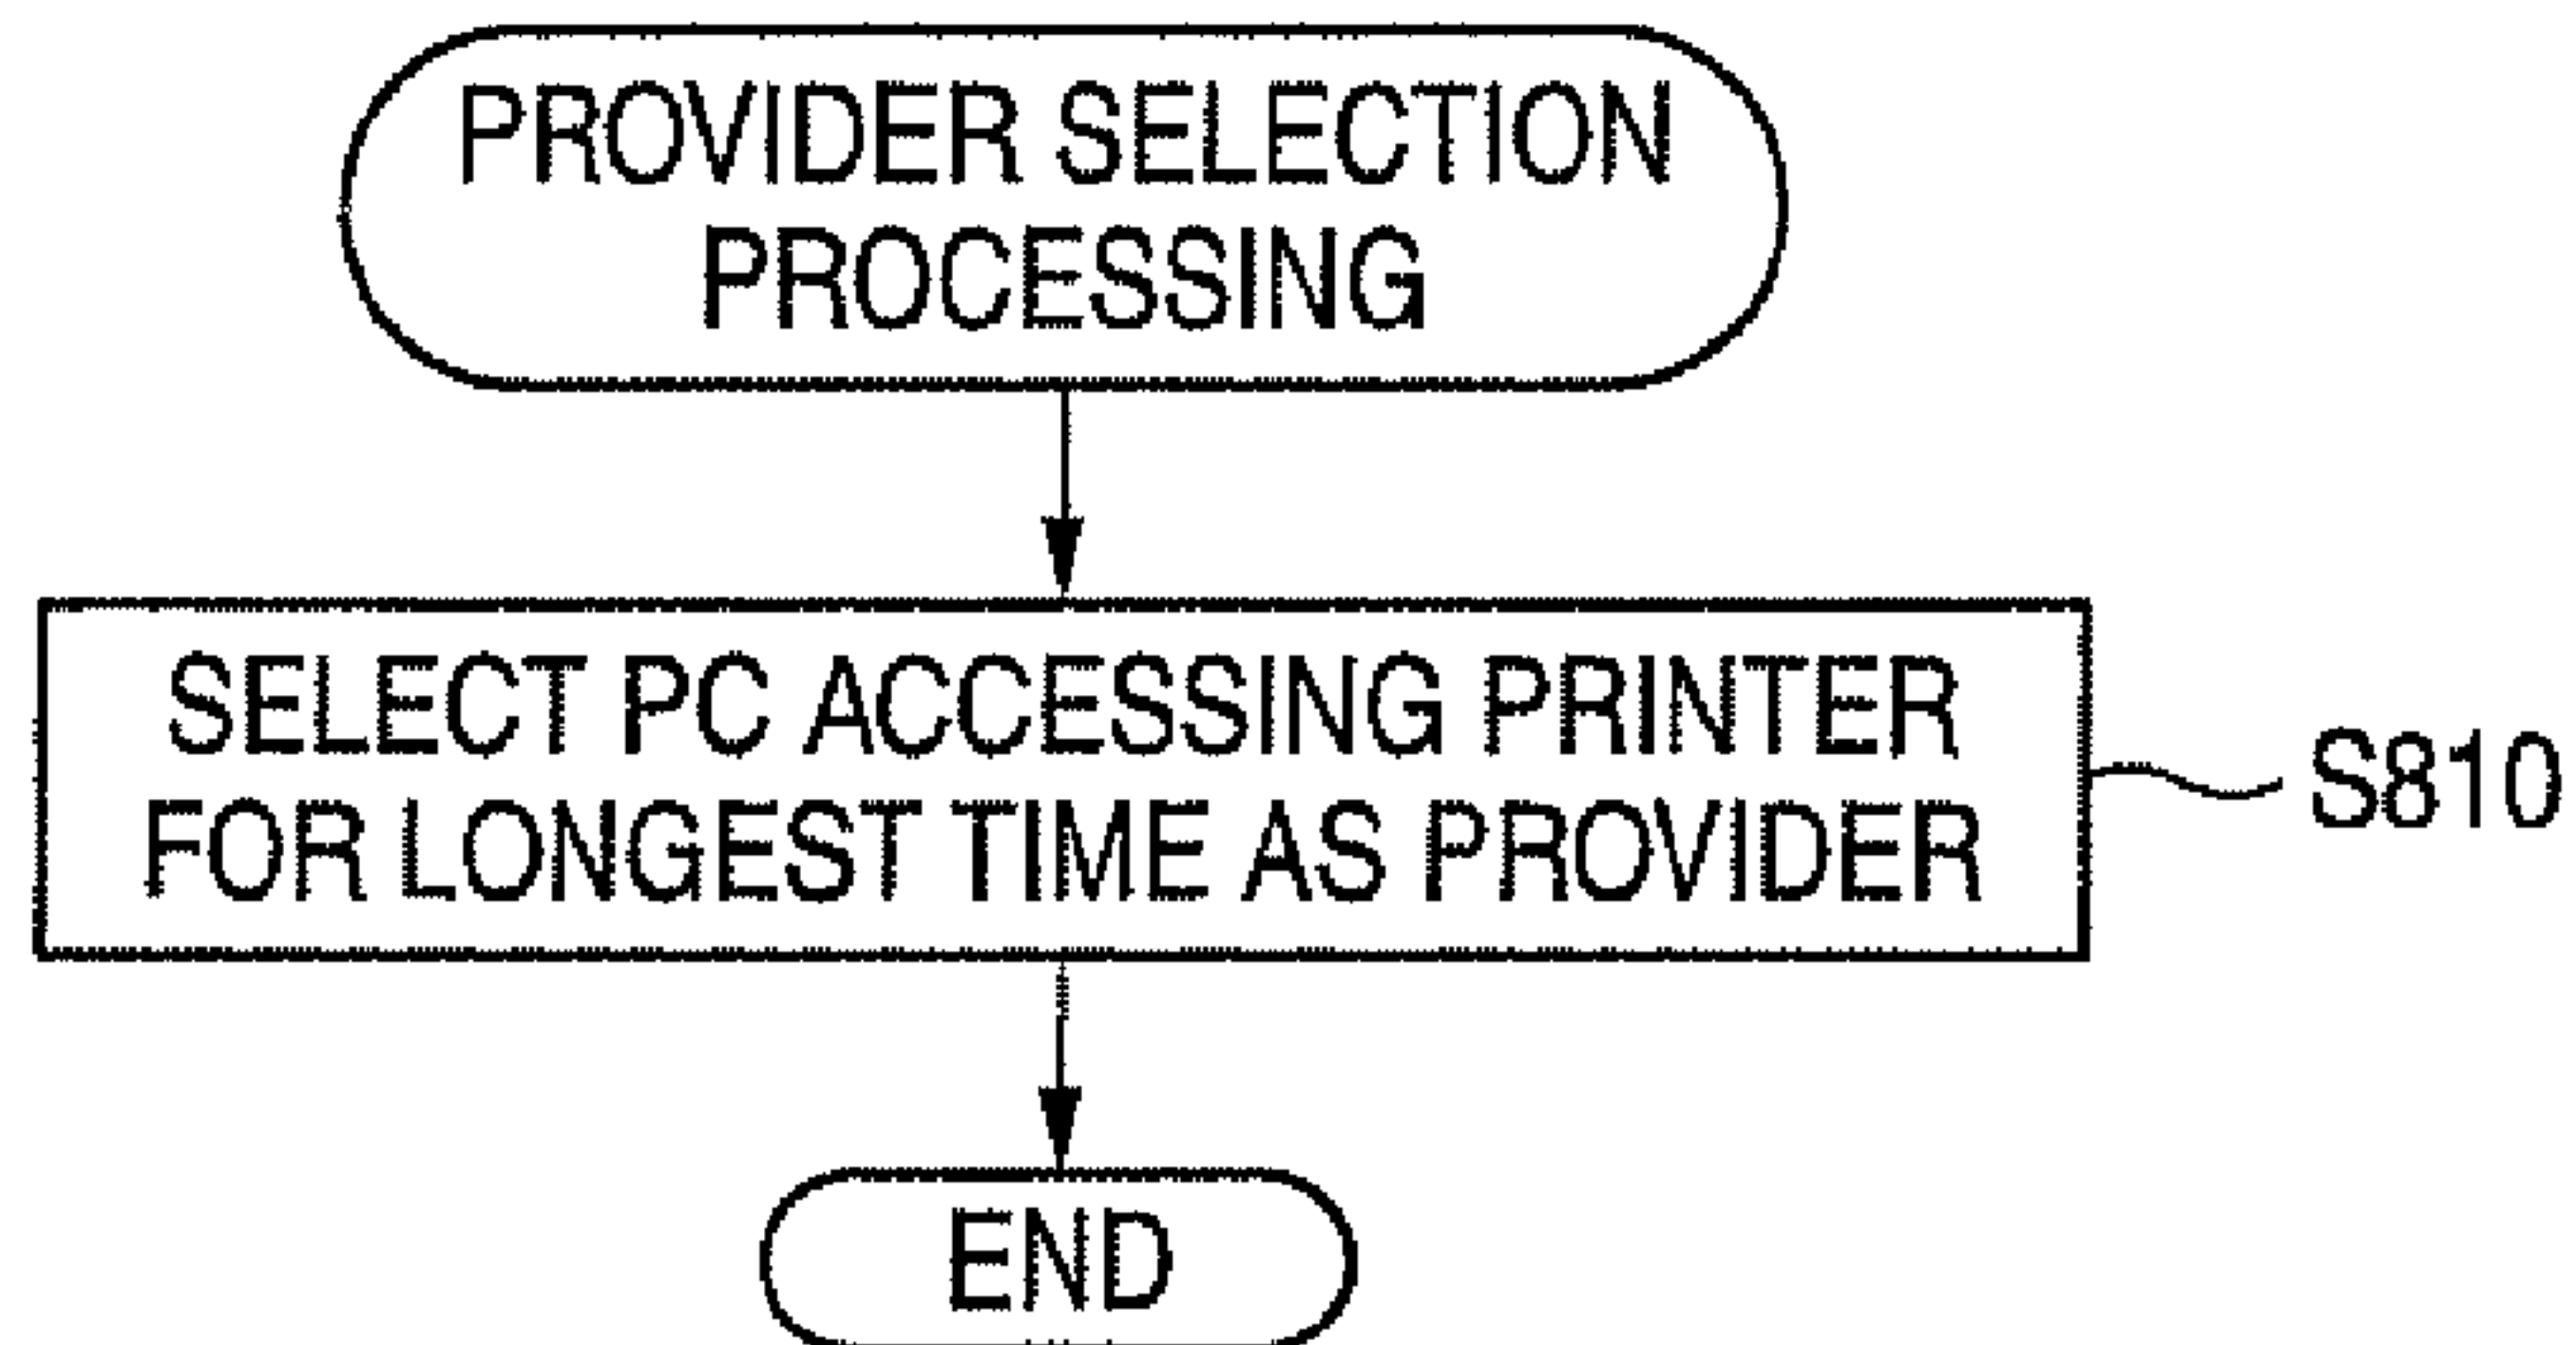 PROVIDER SELECTION
PROCESSING
SELECT PC ACCESSING PRINTER
FOR LONGEST TIME AS PROVIDER
S810
END